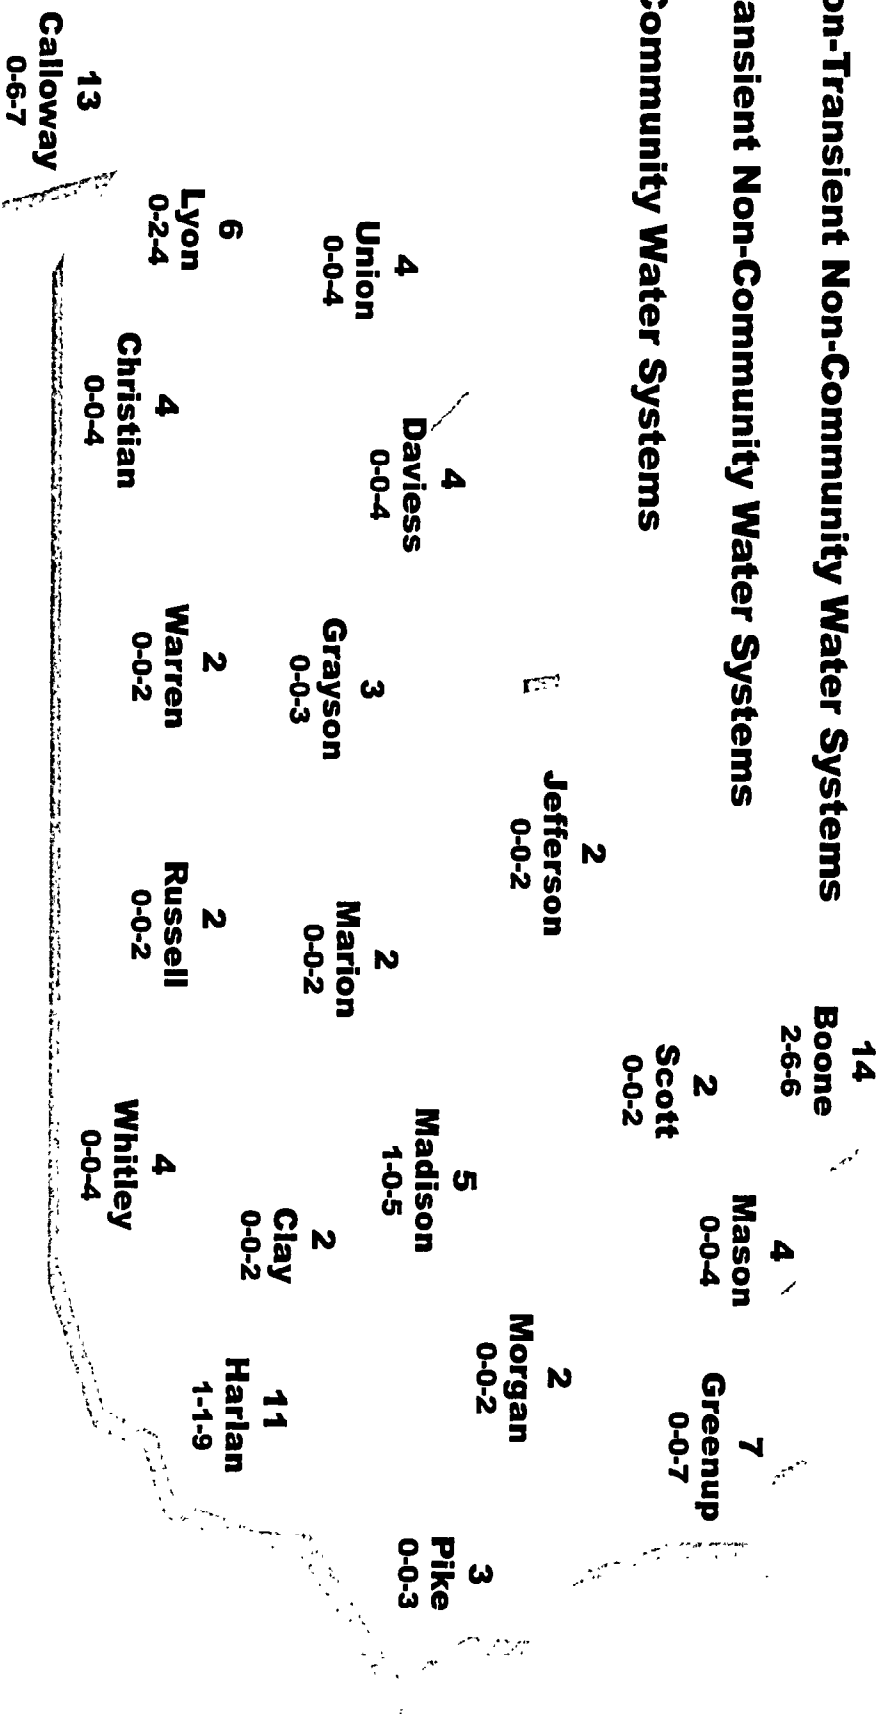 on-Transient Non-Community Water Systems
ansient Non-Community Water Systems
Community Water Systems
14
Boone
2-6-6
4
Mason
0-0-4
7
Greenup
0-0-7
2
Scott
0-0-2
2
Jefferson
0-0-2
2
Morgan
0-0-2
5
Madison
1-0-5
3
Pike
0-0-3
4
Daviess
0-0-4
4
Union
0-0-4
3
Grayson
0-0-3
2
Marion
0-0-2
2
Clay
0-0-2
11
Harlan
1-1-9
6
Lyon
0-2-4
2
Warren
0-0-2
2
Russell
0-0-2
4
Christian
0-0-4
4
Whitley
0-0-4
13
Calloway
0-6-7